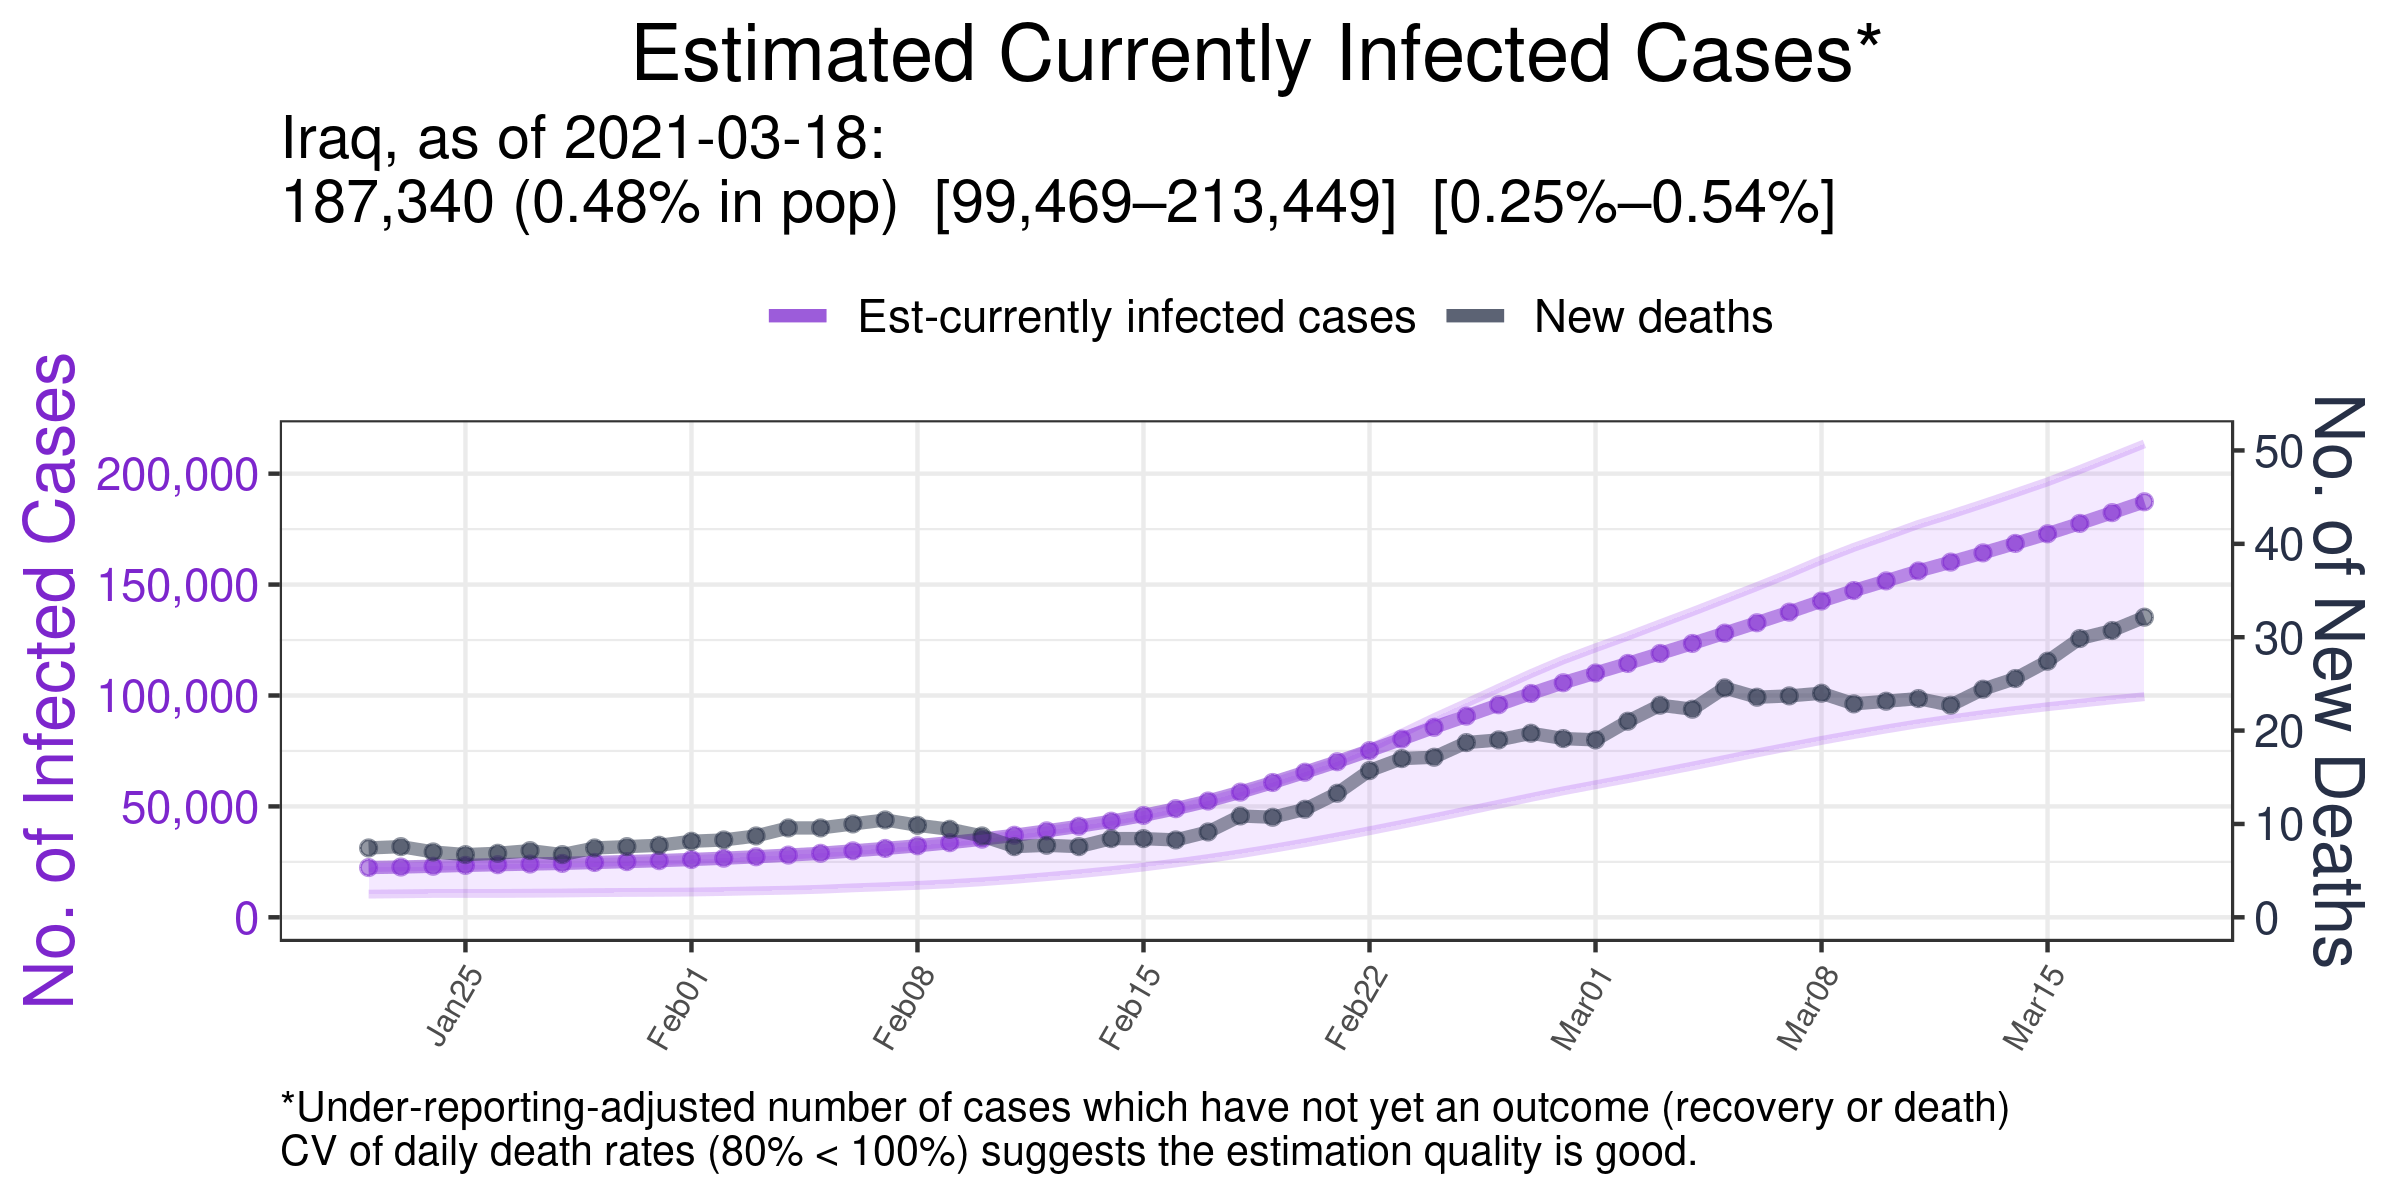 Estimated Currently Infected Cases*
Iraq, as of 2021-03-18:
187,340 (0.48% in pop)  [99,469–213,449]  [0.25%–0.54%]
Est-currently infected cases
New deaths
No. of Infected Cases
200,000
150,000
100,000
50,000
0
50
40
30
20
10
0
No. of New Deaths
Jan25
Feb01
Feb08
Feb15
Feb22
Mar01
Mar08
Mar15
*Under-reporting-adjusted number of cases which have not yet an outcome (recovery or death)
CV of daily death rates (80% < 100%) suggests the estimation quality is good.